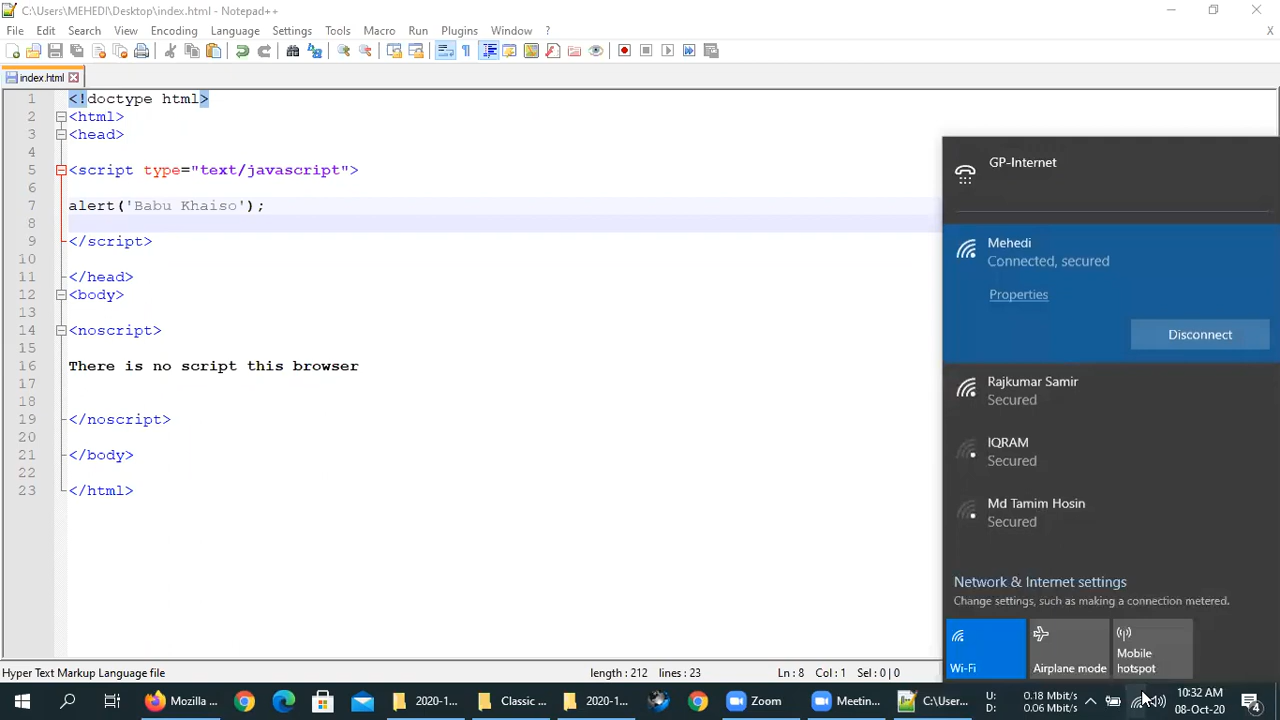 C:\Users\MEHEDI\Desktop\index.html - Notepad++
File Edit Search View Encoding Language Settings Tools Macro Run Plugins Window ? X
index.html
1 <!doctype html>
2 <html>
3 <head>
4
5 <script type="text/javascript">
6
7 alert('Babu Khaiso');
8
9 </script>
10
11 </head>
12 <body>
13
14 <noscript>
15
16 There is no script this browser
17
18
19 </noscript>
20
21 </body>
22
23 </html>
GP-Internet
Mehedi
Connected, secured
Properties
Disconnect
Rajkumar Samir
Secured
IQRAM
Secured
Md Tamim Hosin
Secured
Network & Internet settings
Change settings, such as making a connection metered.
Wi-Fi
Airplane mode
Mobile
hotspot
Hyper Text Markup Language file length : 212 lines : 23 Ln : 8 Col : 1 Sel : 0 | 0
Mozilla ... 2020-1... Classic ... 2020-1... Zoom Meetin... C:\User...
U: 0.18 Mbit/s
D: 0.06 Mbit/s
10:32 AM
08-Oct-20
4